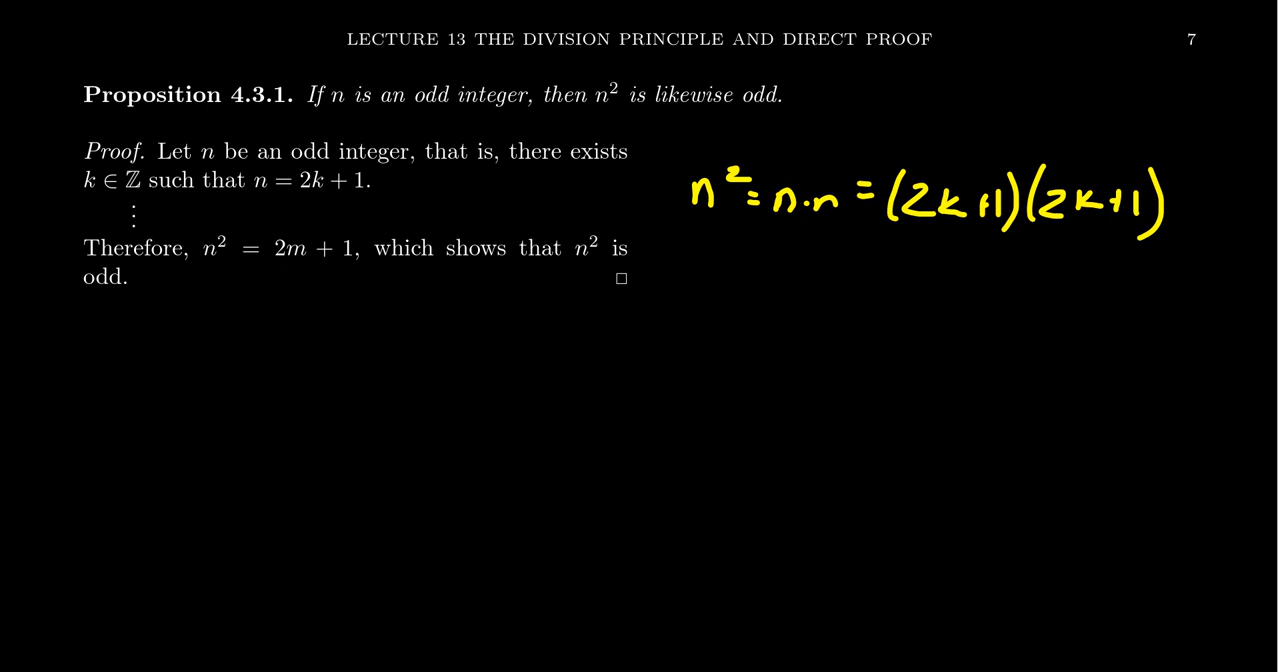 LECTURE 13 THE DIVISION PRINCIPLE AND DIRECT PROOF 7
Proposition 4.3.1. If n is an odd integer, then n² is likewise odd.
Proof. Let n be an odd integer, that is, there exists
k ∈ ℤ such that n = 2k + 1.
⋮
Therefore, n² = 2m + 1, which shows that n² is
odd. □
n² = n · n = (2k+1)(2k+1)